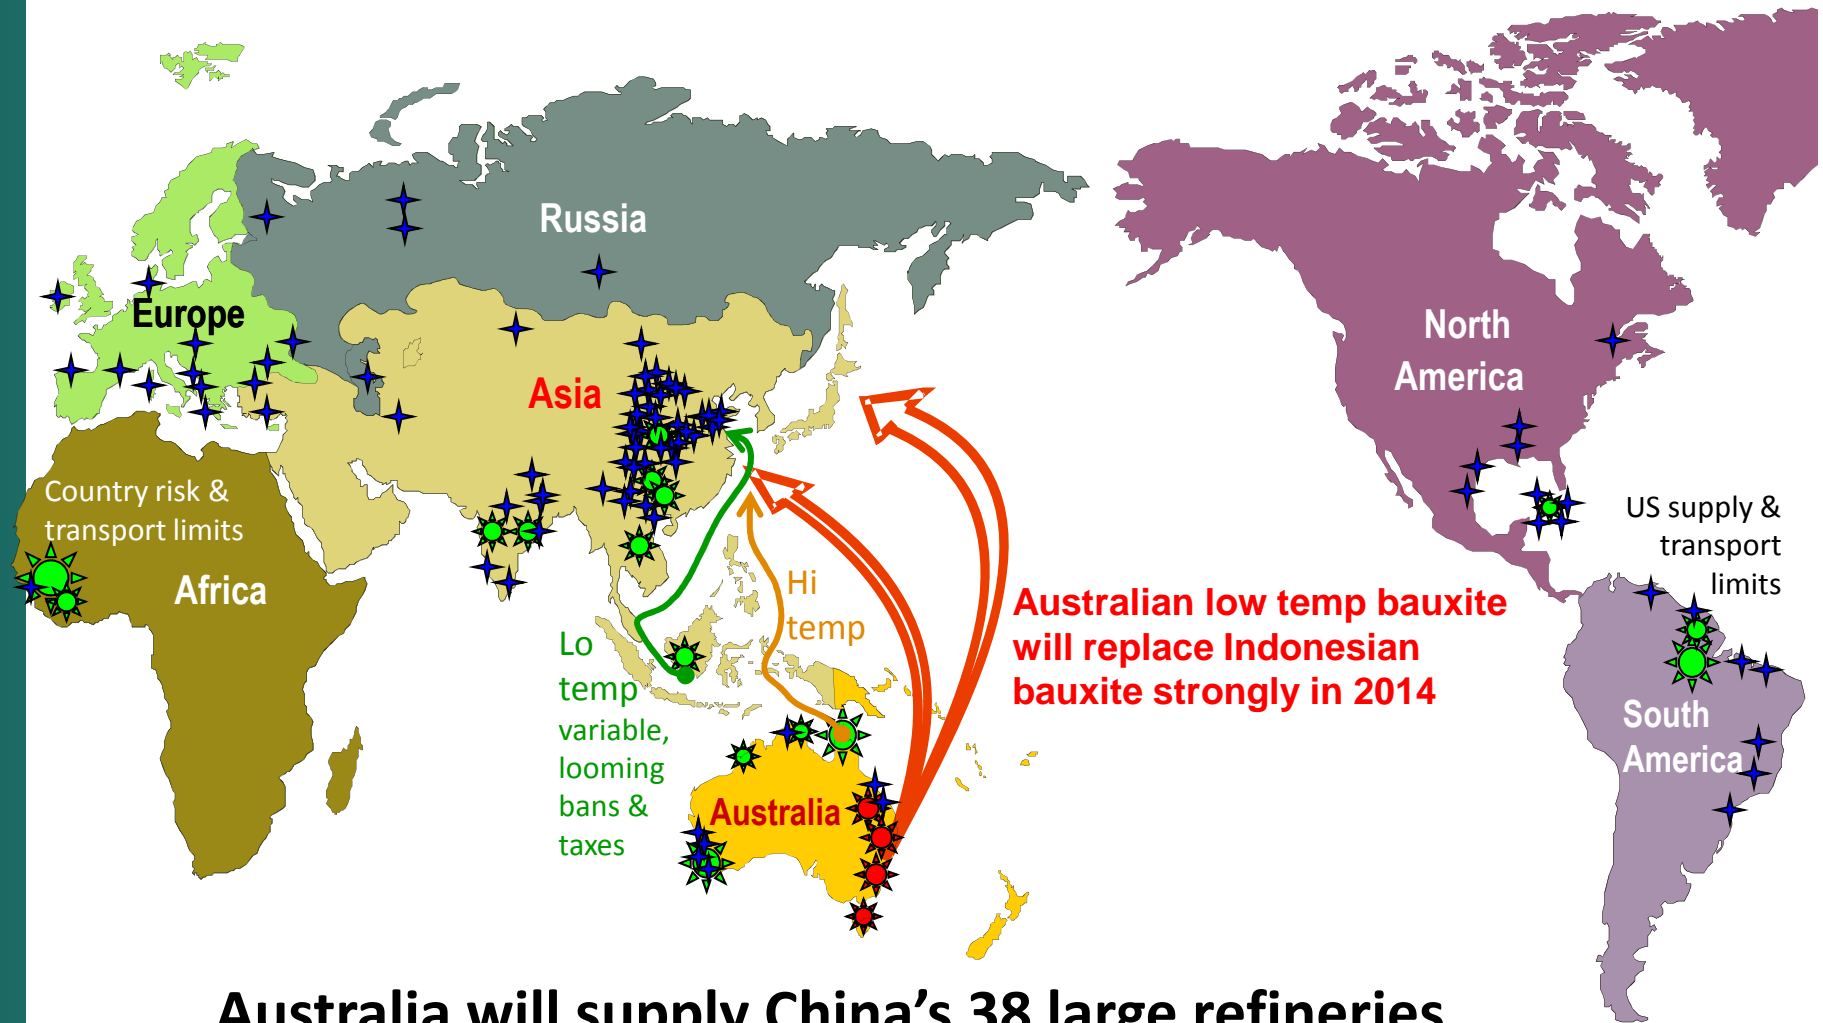 Russia
Europe
Asia
North
America
Country risk &
transport limits
Africa
US supply &
transport
limits
Hi
temp
Lo
temp
variable,
looming
bans &
taxes
Australian low temp bauxite
will replace Indonesian
bauxite strongly in 2014
South
America
Australia
Australia will supply China's 38 large refineries